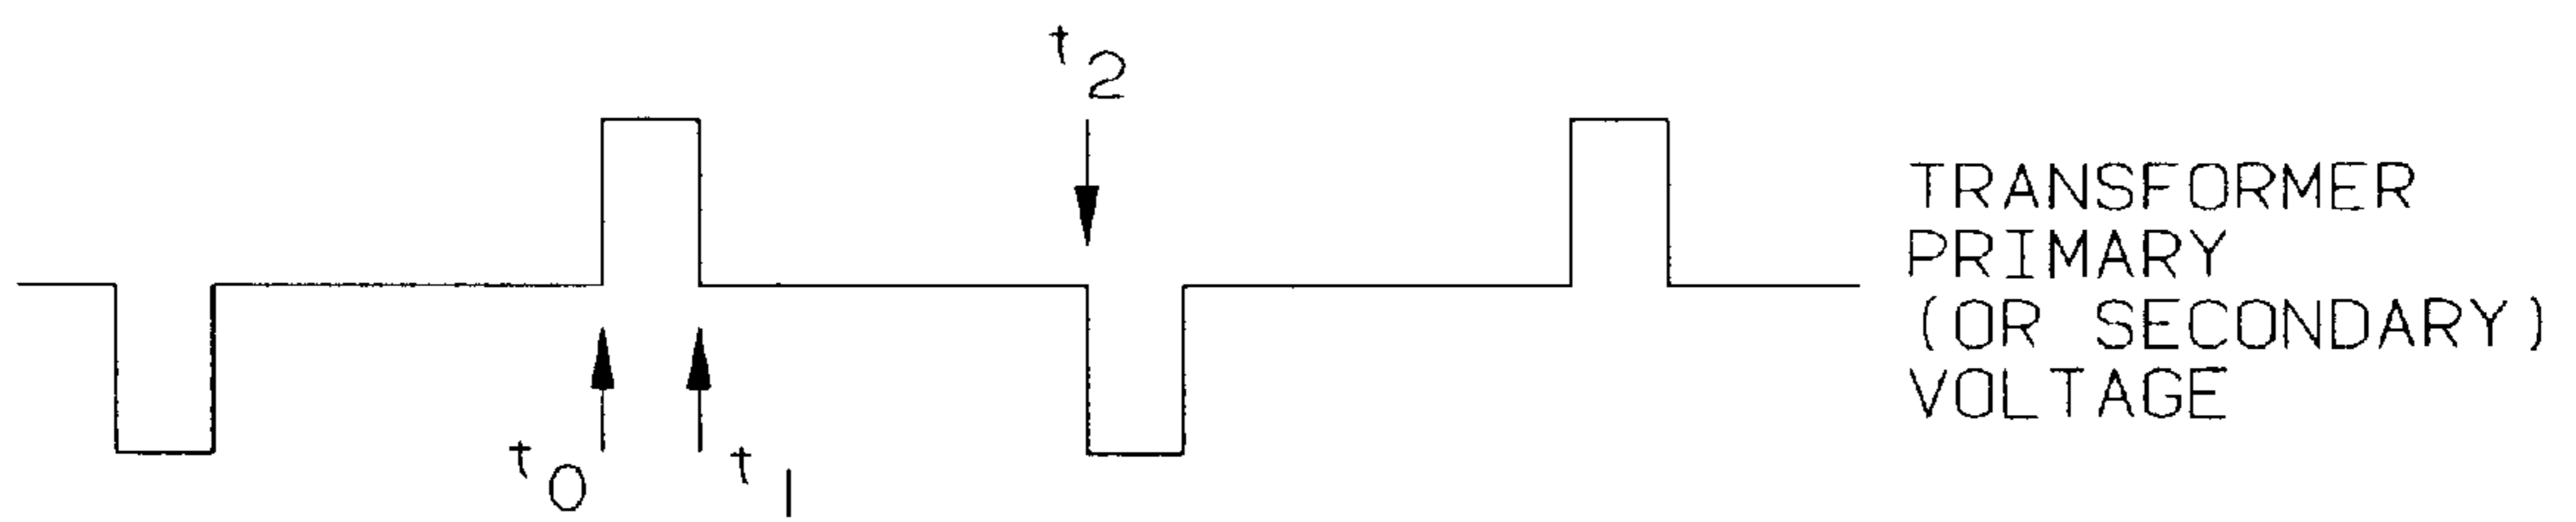 t2
TRANSFORMER
PRIMARY
(OR SECONDARY)
VOLTAGE
t0
t1